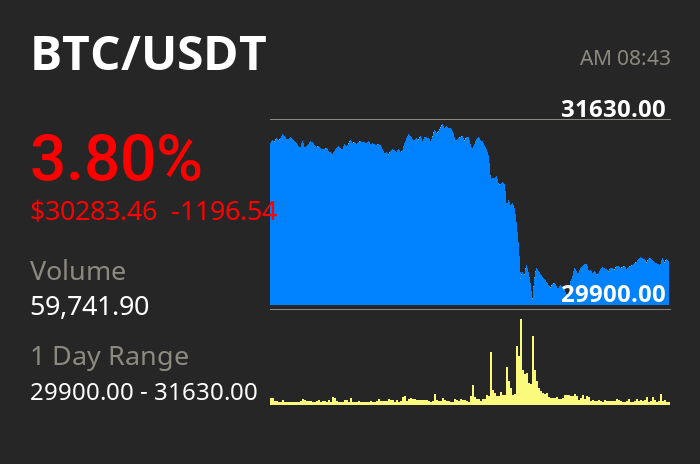 BTC/USDT
AM 08:43
31630.00
3.80%
$30283.46 -1196.54
Volume
59,741.90
29900.00
1 Day Range
29900.00 - 31630.00